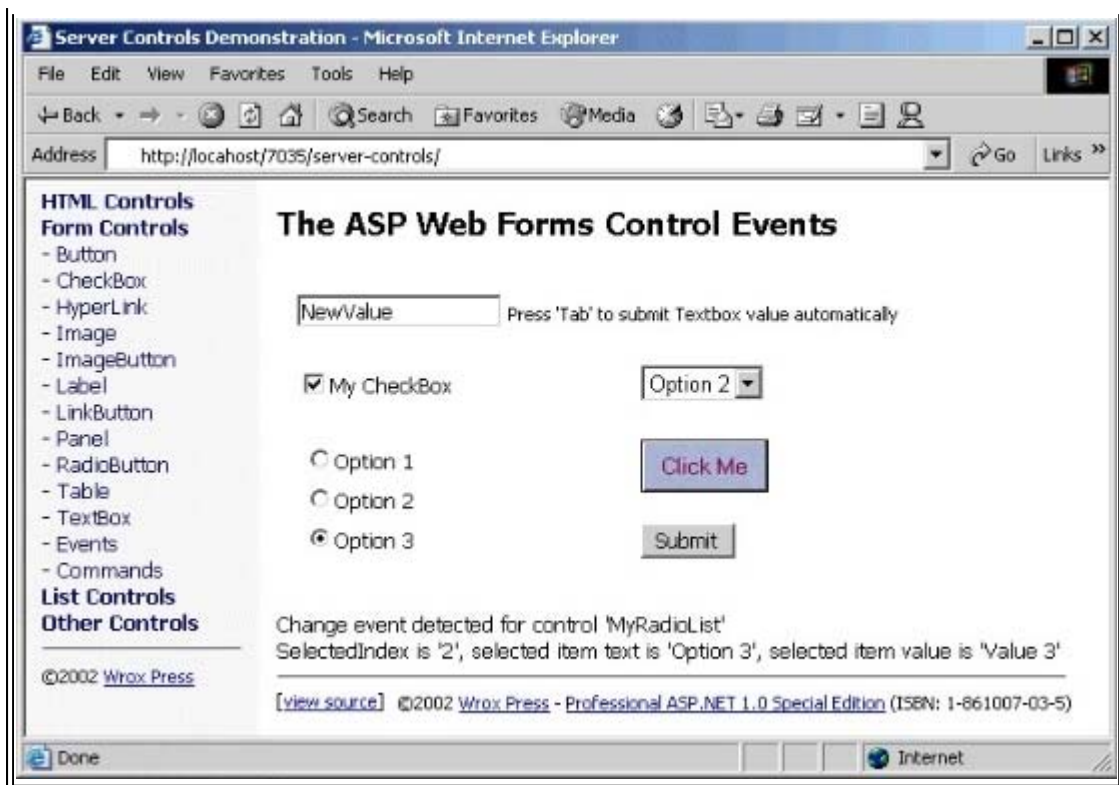 Server Controls Demonstration - Microsoft Internet Explorer
File Edit View Favorites Tools Help
Back Search Favorites Media
Address http://locahost/7035/server-controls/ Go Links »
HTML Controls
Form Controls
- Button
- CheckBox
- HyperLink
- Image
- ImageButton
- Label
- LinkButton
- Panel
- RadioButton
- Table
- TextBox
- Events
- Commands
List Controls
Other Controls
©2002 Wrox Press
The ASP Web Forms Control Events
NewValue Press 'Tab' to submit Textbox value automatically
My CheckBox Option 2
Option 1 Click Me
Option 2
Option 3 Submit
Change event detected for control 'MyRadioList'
SelectedIndex is '2', selected item text is 'Option 3', selected item value is 'Value 3'
[view source] ©2002 Wrox Press - Professional ASP.NET 1.0 Special Edition (ISBN: 1-861007-03-5)
Done Internet